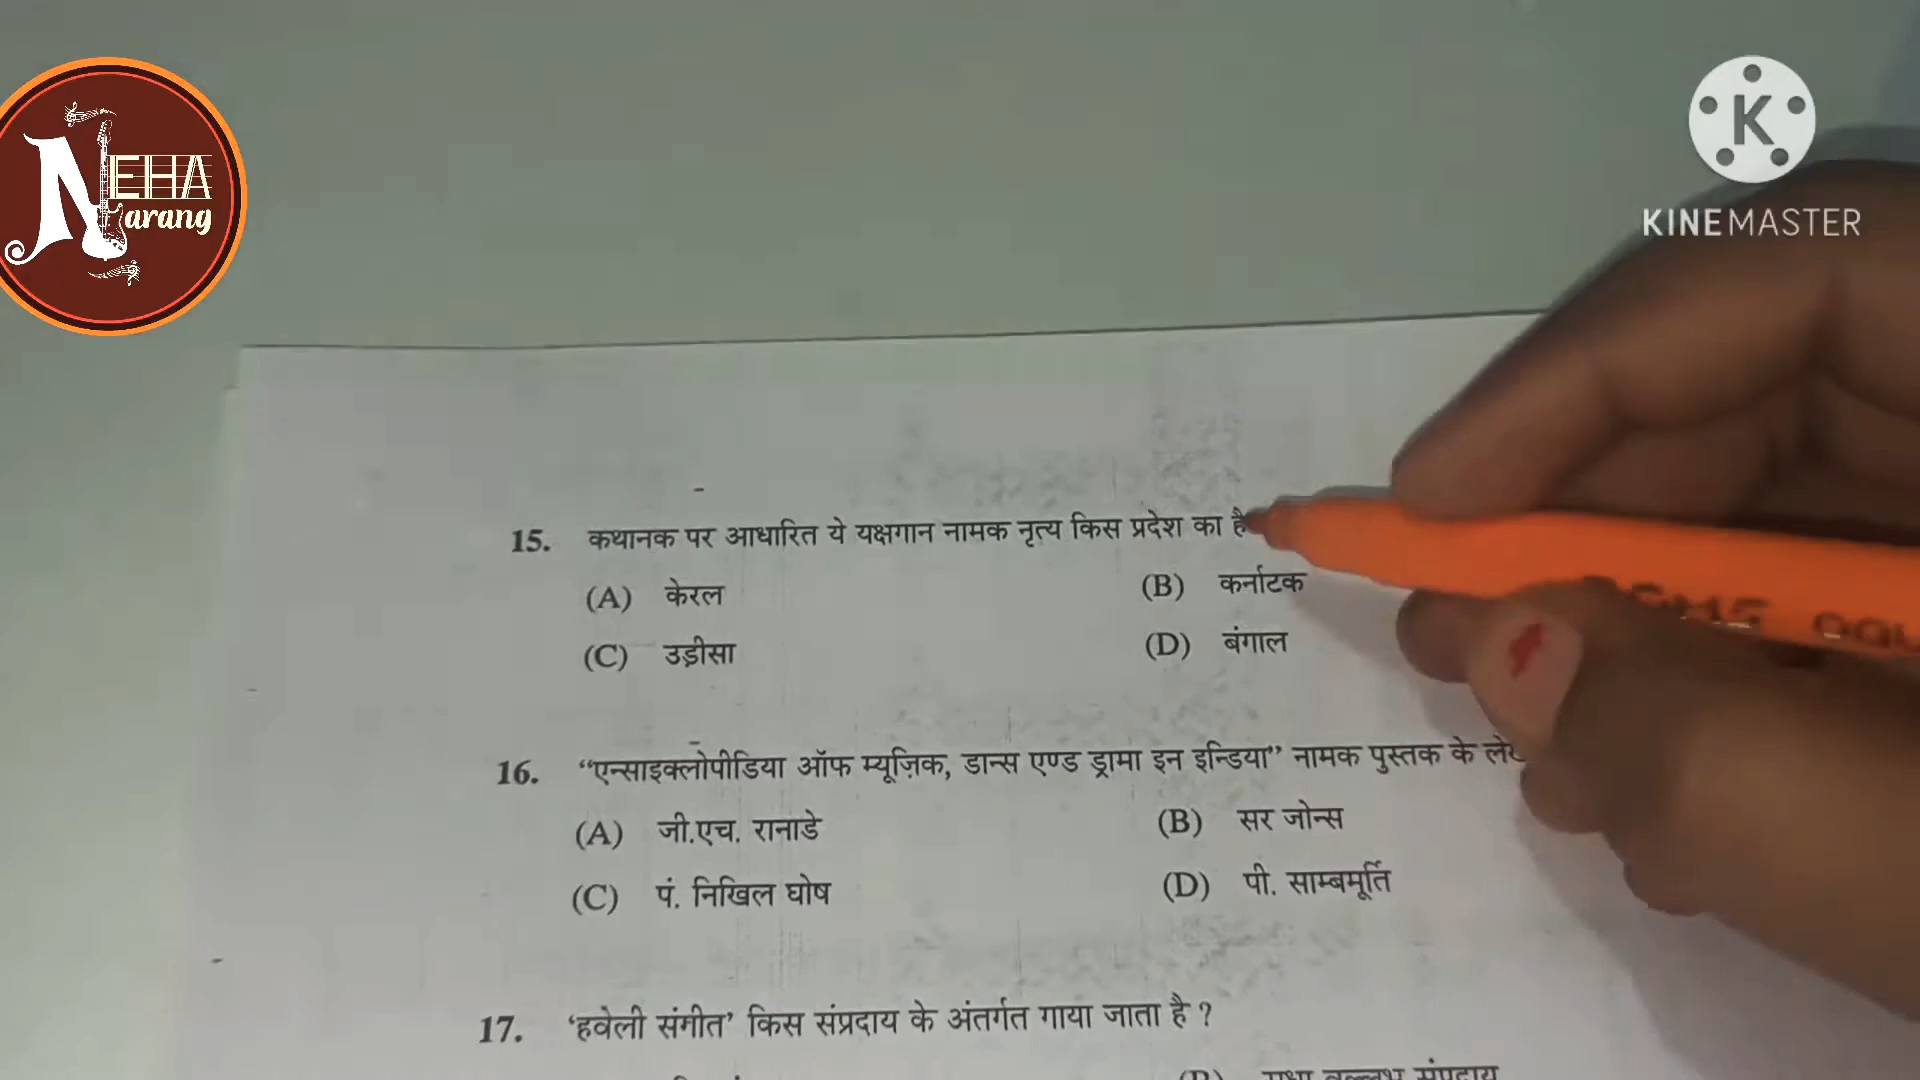 NEHA
Narang
K
KINEMASTER
15. कथानक पर आधारित ये यक्षगान नामक नृत्य किस प्रदेश का है
(A) केरल (B) कर्नाटक
(C) उड़ीसा (D) बंगाल
16. “एन्साइक्लोपीडिया ऑफ म्यूज़िक, डान्स एण्ड ड्रामा इन इन्डिया” नामक पुस्तक के
(A) जी.एच. रानाडे (B) सर जोन्स
(C) पं. निखिल घोष (D) पी. साम्बमूर्ति
17. ‘हवेली संगीत’ किस संप्रदाय के अंतर्गत गाया जाता है ?